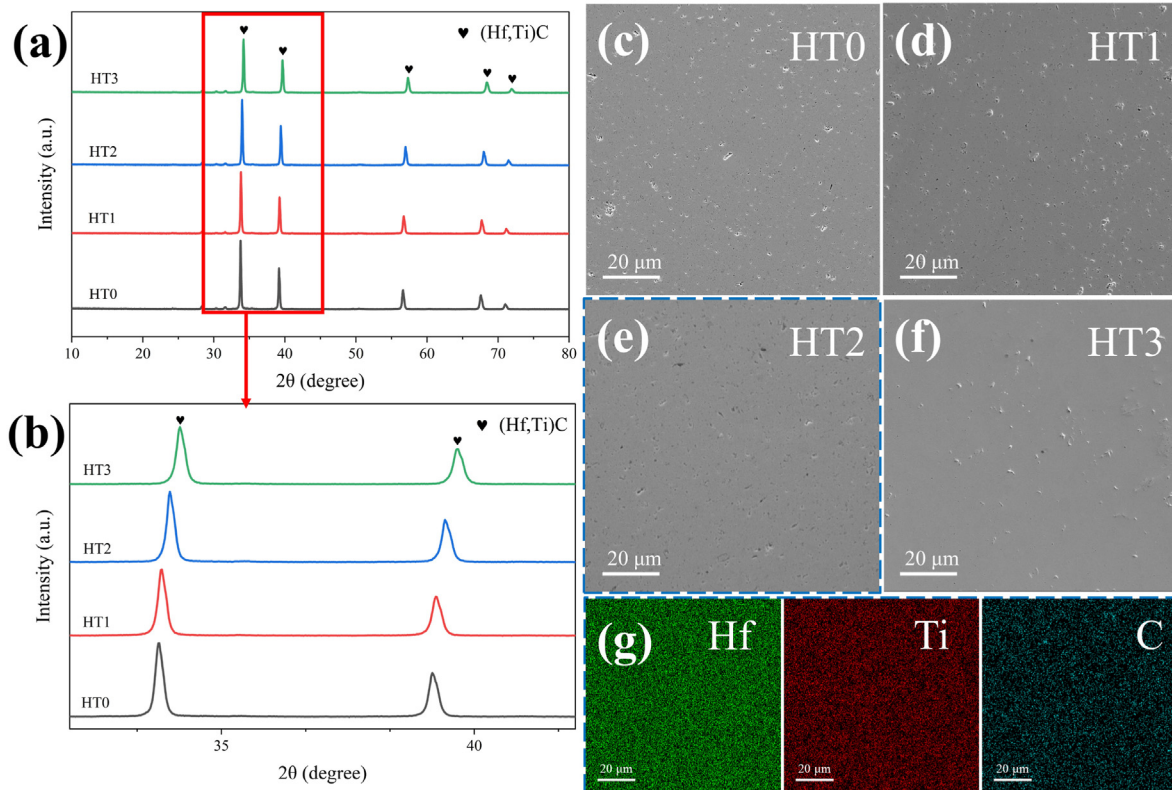 (a)
♥ (Hf,Ti)C
HT3
HT2
HT1
HT0
Intensity (a.u.)
10 20 30 40 50 60 70 80
2θ (degree)
(b)
♥ (Hf,Ti)C
HT3
HT2
HT1
HT0
Intensity (a.u.)
35 40
2θ (degree)
(c) HT0
20 μm
(d) HT1
20 μm
(e) HT2
20 μm
(f) HT3
20 μm
(g) Hf
20 μm
Ti
20 μm
C
20 μm